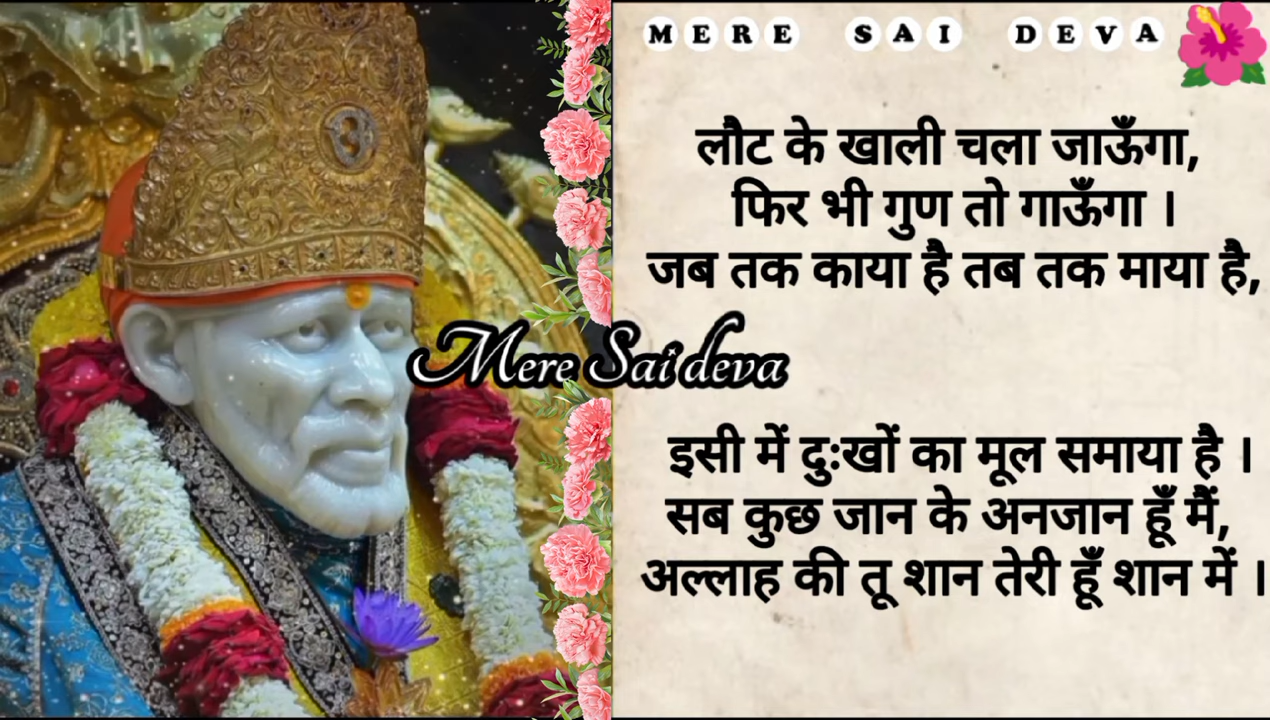 MERE SAI DEVA
लौट के खाली चला जाऊँगा,
फिर भी गुण तो गाऊँगा ।
जब तक काया है तब तक माया है,
Mere Sai deva
इसी में दुःखों का मूल समाया है ।
सब कुछ जान के अनजान हूँ मैं,
अल्लाह की तू शान तेरी हूँ शान में ।